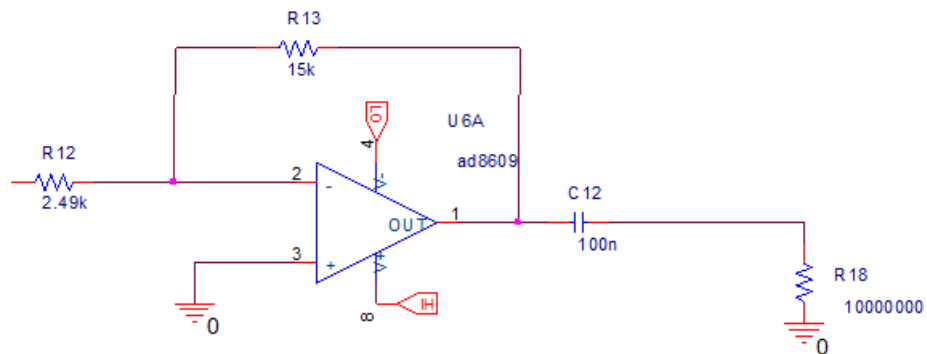 R13
15k
LO
4
V-
U6A
ad8609
R12
2.49k
2
-
OUT
1
C12
100n
3
+
V+
8
HI
0
R18
10000000
0